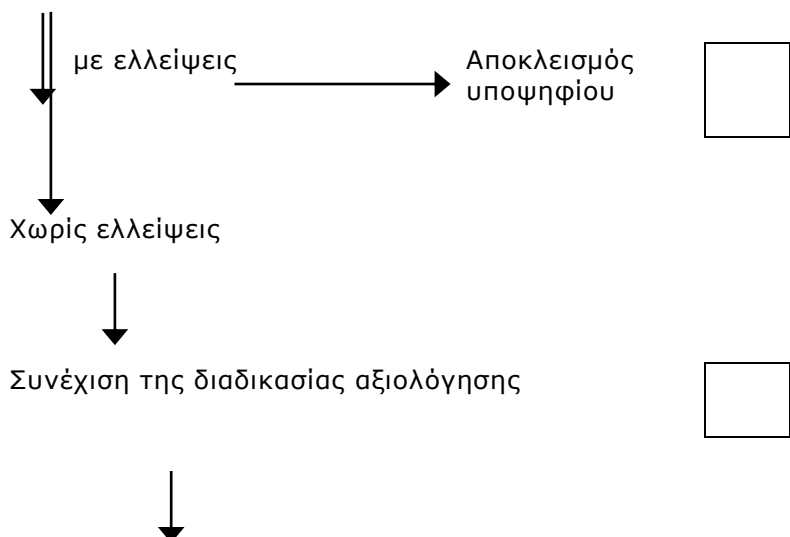 με ελλείψεις
Αποκλεισμός
υποψηφίου
Χωρίς ελλείψεις
Συνέχιση της διαδικασίας αξιολόγησης